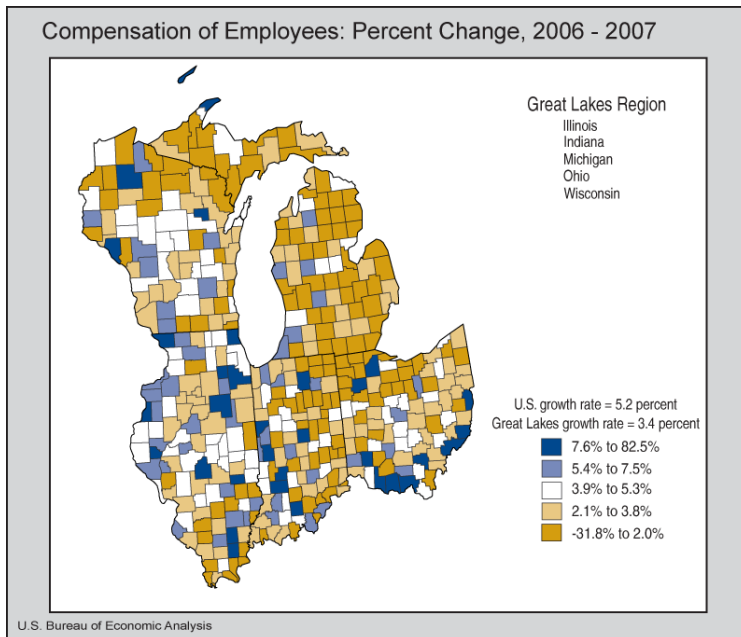 Compensation of Employees: Percent Change, 2006 - 2007
Great Lakes Region
Illinois
Indiana
Michigan
Ohio
Wisconsin
U.S. growth rate = 5.2 percent
Great Lakes growth rate = 3.4 percent
7.6% to 82.5%
5.4% to 7.5%
3.9% to 5.3%
2.1% to 3.8%
-31.8% to 2.0%
U.S. Bureau of Economic Analysis